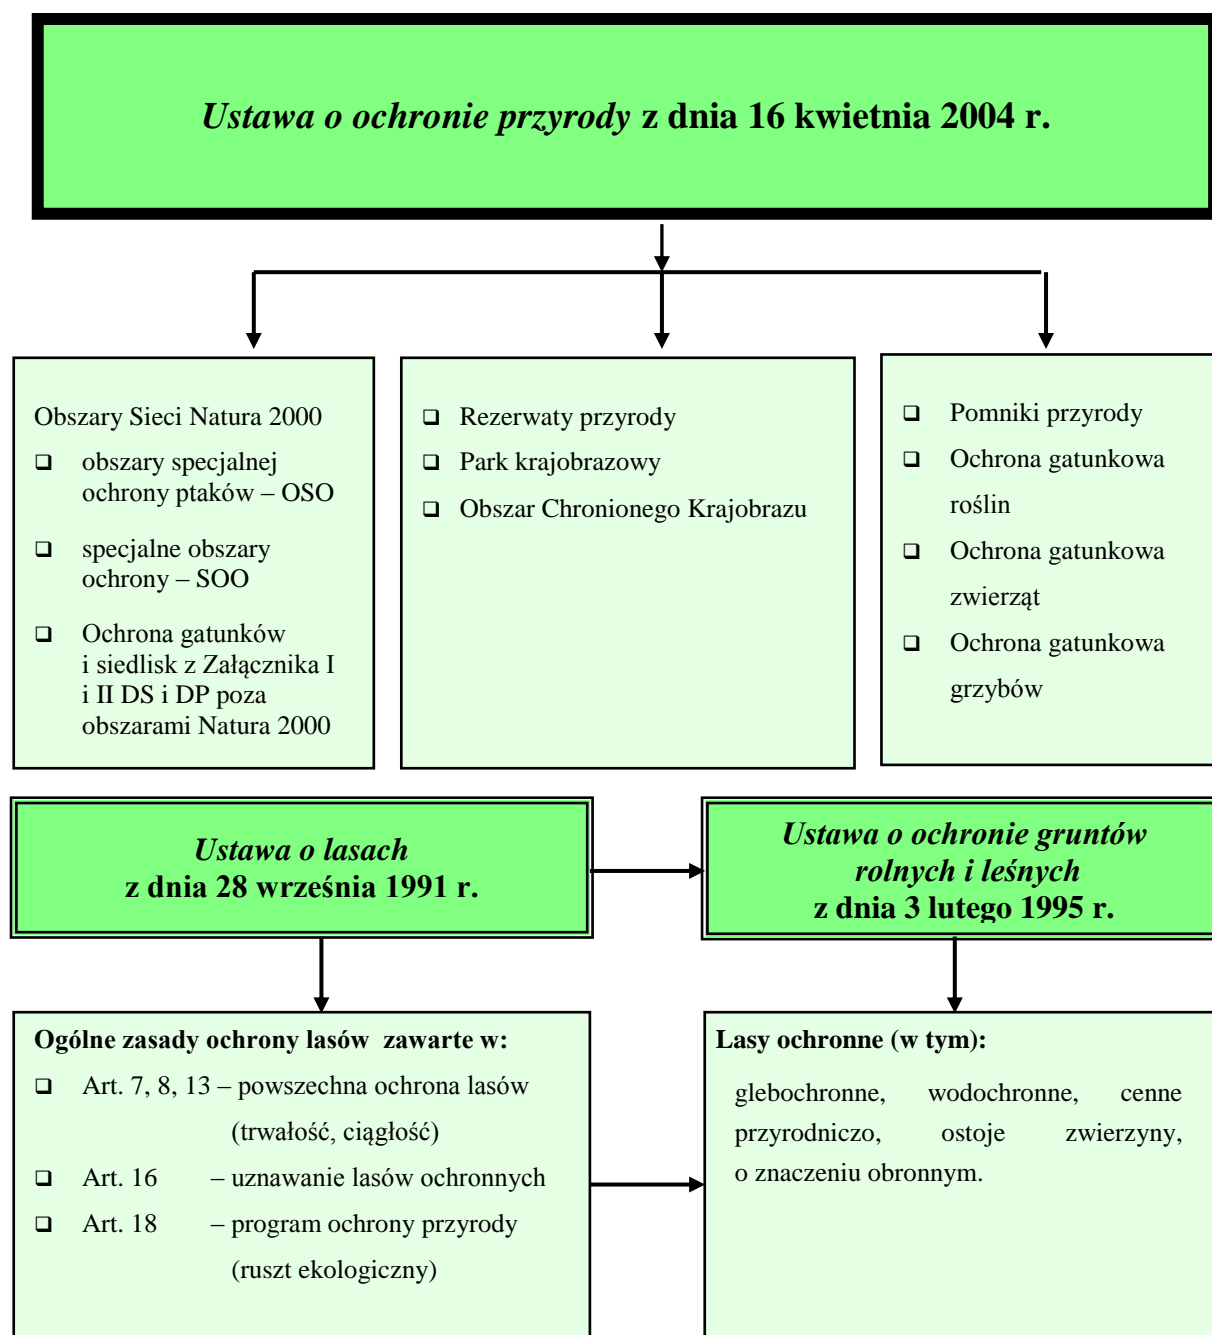 Ustawa o ochronie przyrody z dnia 16 kwietnia 2004 r.
Obszary Sieci Natura 2000
❑ obszary specjalnej
ochrony ptaków – OSO
❑ specjalne obszary
ochrony – SOO
❑ Ochrona gatunków
i siedlisk z Załącznika I
i II DS i DP poza
obszarami Natura 2000
❑ Rezerwaty przyrody
❑ Park krajobrazowy
❑ Obszar Chronionego Krajobrazu
❑ Pomniki przyrody
❑ Ochrona gatunkowa
roślin
❑ Ochrona gatunkowa
zwierząt
❑ Ochrona gatunkowa
grzybów
Ustawa o lasach
z dnia 28 września 1991 r.
Ustawa o ochronie gruntów
rolnych i leśnych
z dnia 3 lutego 1995 r.
Ogólne zasady ochrony lasów zawarte w:
❑ Art. 7, 8, 13 – powszechna ochrona lasów
(trwałość, ciągłość)
❑ Art. 16 – uznawanie lasów ochronnych
❑ Art. 18 – program ochrony przyrody
(ruszt ekologiczny)
Lasy ochronne (w tym):
glebochronne, wodochronne, cenne
przyrodniczo, ostoje zwierzyny,
o znaczeniu obronnym.